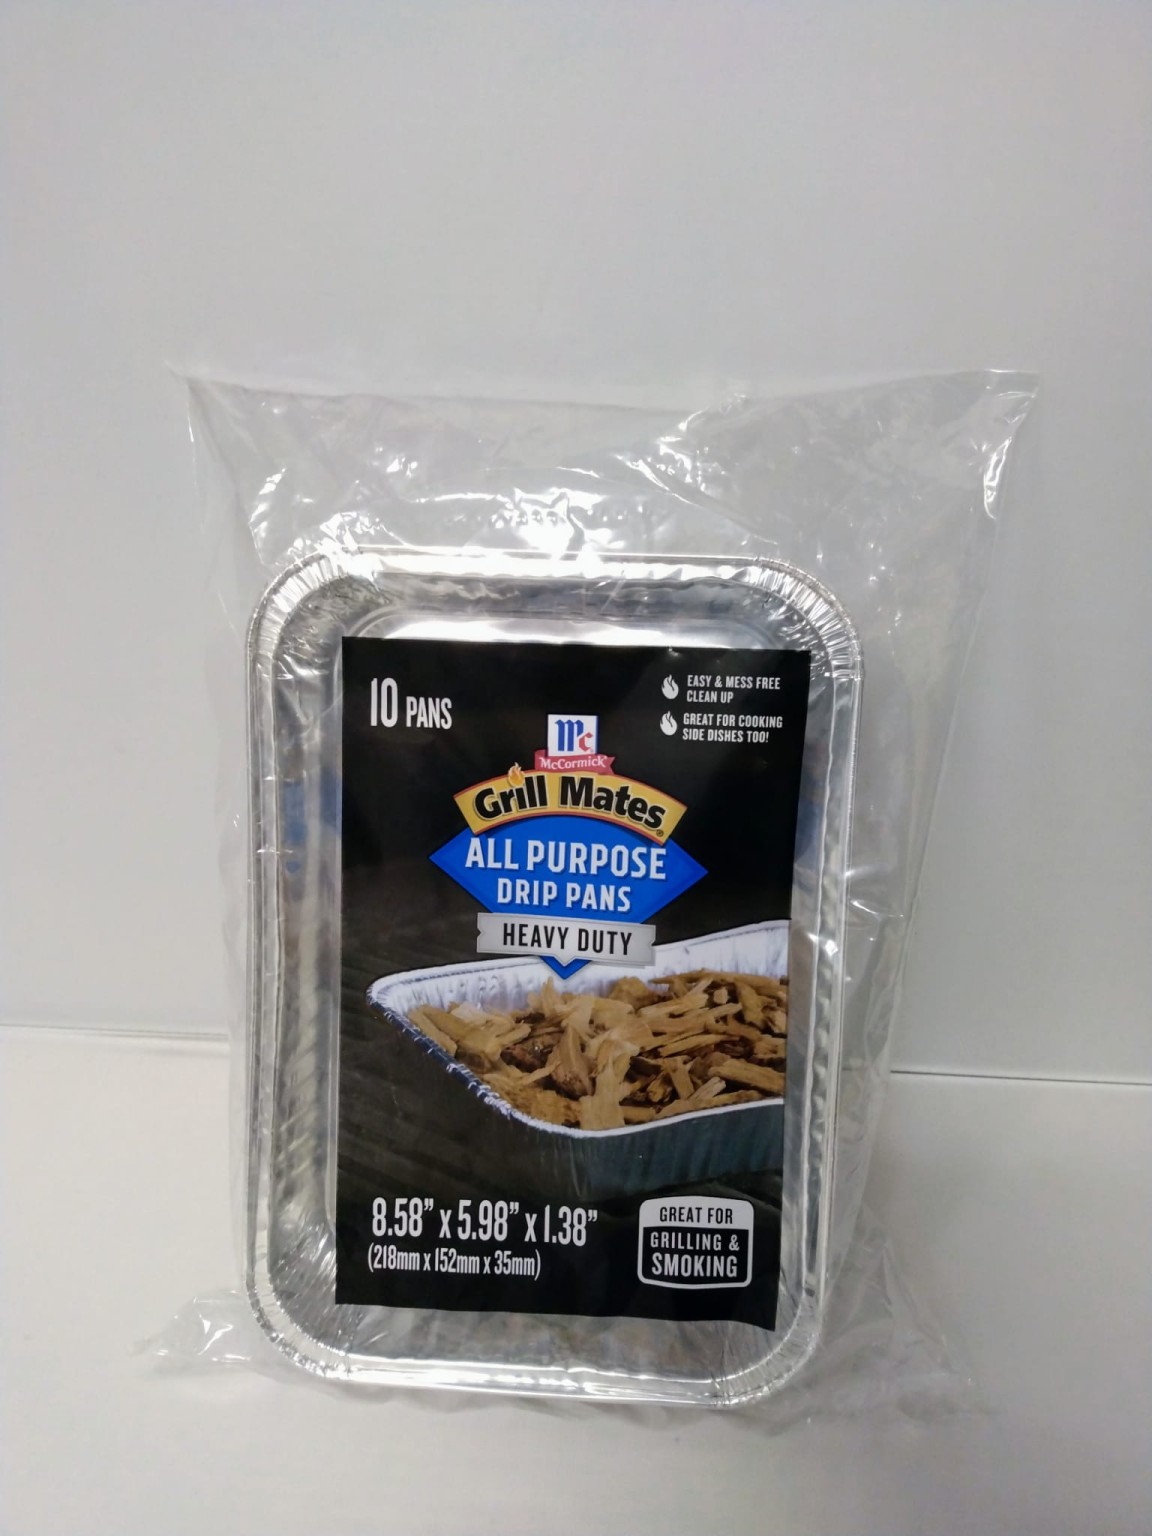 10 PANS
EASY & MESS FREE
CLEAN UP
GREAT FOR COOKING
SIDE DISHES TOO!
Mc
McCormick
Grill Mates®
ALL PURPOSE
DRIP PANS
HEAVY DUTY
8.58” x 5.98” x 1.38”
(218mm x 152mm x 35mm)
GREAT FOR
GRILLING &
SMOKING